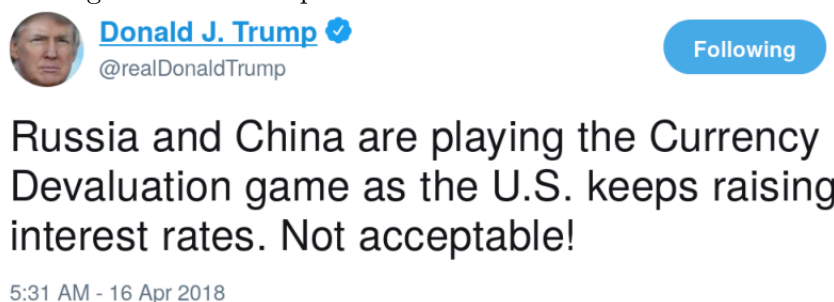 Donald J. Trump
Following
@realDonaldTrump
Russia and China are playing the Currency
Devaluation game as the U.S. keeps raising
interest rates. Not acceptable!
5:31 AM - 16 Apr 2018